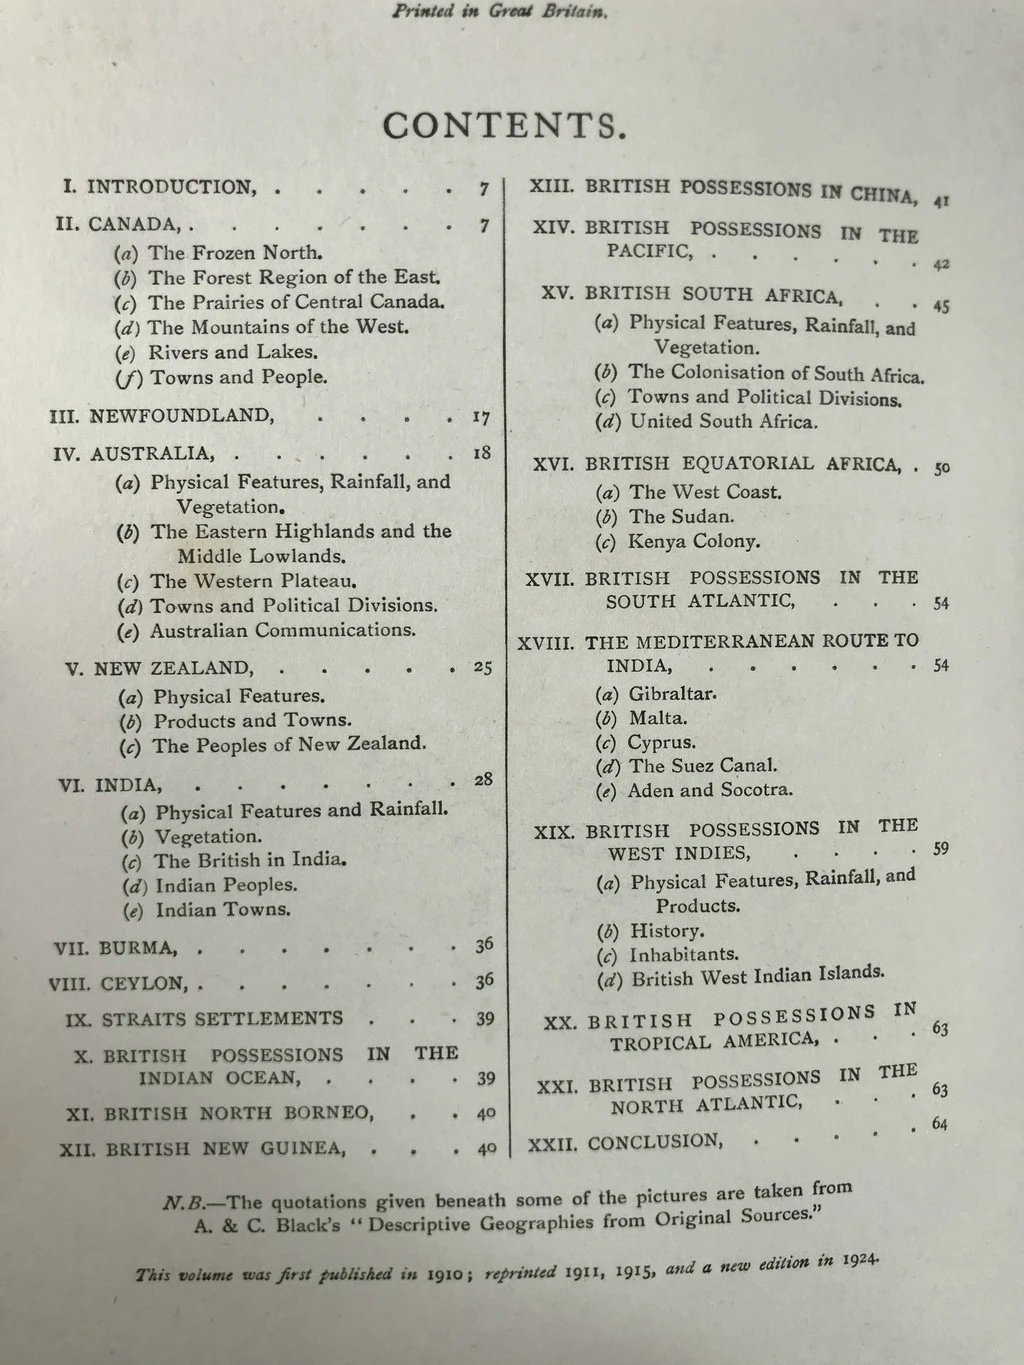 Printed in Great Britain.
CONTENTS.
I. INTRODUCTION, . . . . . 7
II. CANADA, . . . . . . . 7
(a) The Frozen North.
(b) The Forest Region of the East.
(c) The Prairies of Central Canada.
(d) The Mountains of the West.
(e) Rivers and Lakes.
(f) Towns and People.
III. NEWFOUNDLAND, . . . . 17
IV. AUSTRALIA, . . . . . . 18
(a) Physical Features, Rainfall, and
Vegetation.
(b) The Eastern Highlands and the
Middle Lowlands.
(c) The Western Plateau.
(d) Towns and Political Divisions.
(e) Australian Communications.
V. NEW ZEALAND, . . . . . 25
(a) Physical Features.
(b) Products and Towns.
(c) The Peoples of New Zealand.
VI. INDIA, . . . . . . . 28
(a) Physical Features and Rainfall.
(b) Vegetation.
(c) The British in India.
(d) Indian Peoples.
(e) Indian Towns.
VII. BURMA, . . . . . . . 36
VIII. CEYLON, . . . . . . . 36
IX. STRAITS SETTLEMENTS . . . 39
X. BRITISH POSSESSIONS IN THE
INDIAN OCEAN, . . . . 39
XI. BRITISH NORTH BORNEO, . . 40
XII. BRITISH NEW GUINEA, . . . 40
XIII. BRITISH POSSESSIONS IN CHINA, 41
XIV. BRITISH POSSESSIONS IN THE
PACIFIC, . . . . . . 42
XV. BRITISH SOUTH AFRICA, . . 45
(a) Physical Features, Rainfall, and
Vegetation.
(b) The Colonisation of South Africa.
(c) Towns and Political Divisions.
(d) United South Africa.
XVI. BRITISH EQUATORIAL AFRICA, . 50
(a) The West Coast.
(b) The Sudan.
(c) Kenya Colony.
XVII. BRITISH POSSESSIONS IN THE
SOUTH ATLANTIC, . . . 54
XVIII. THE MEDITERRANEAN ROUTE TO
INDIA, . . . . . . 54
(a) Gibraltar.
(b) Malta.
(c) Cyprus.
(d) The Suez Canal.
(e) Aden and Socotra.
XIX. BRITISH POSSESSIONS IN THE
WEST INDIES, . . . . 59
(a) Physical Features, Rainfall, and
Products.
(b) History.
(c) Inhabitants.
(d) British West Indian Islands.
XX. BRITISH POSSESSIONS IN
TROPICAL AMERICA, . . . 63
XXI. BRITISH POSSESSIONS IN THE
NORTH ATLANTIC, . . . 63
XXII. CONCLUSION, . . . . . 64
N.B.—The quotations given beneath some of the pictures are taken from
A. & C. Black's "Descriptive Geographies from Original Sources."
This volume was first published in 1910; reprinted 1911, 1915, and a new edition in 1924.